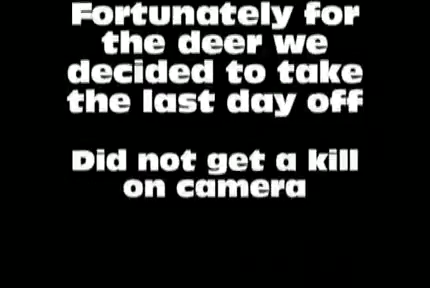 Fortunately for
the deer we
decided to take
the last day off
Did not get a kill
on camera